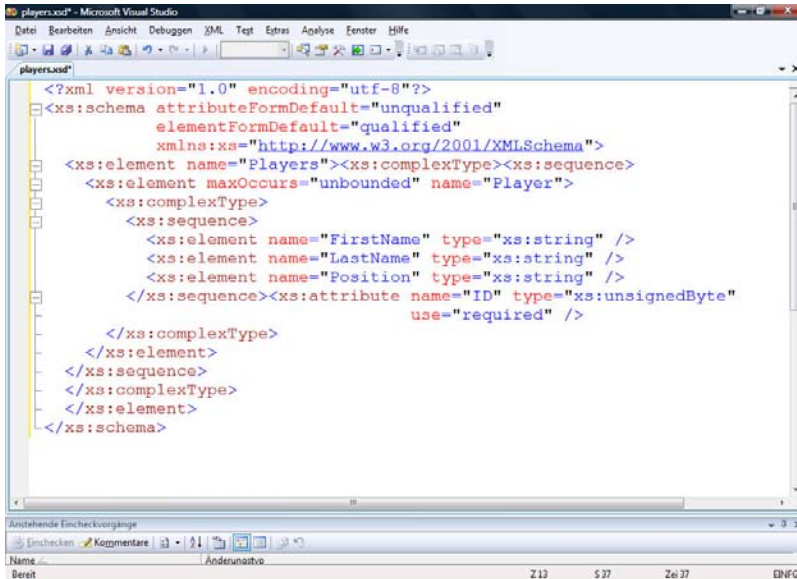 players.xsd* - Microsoft Visual Studio
Datei Bearbeiten Ansicht Debuggen XML Test Extras Analyse Fenster Hilfe
players.xsd*
<?xml version="1.0" encoding="utf-8"?>
<xs:schema attributeFormDefault="unqualified"
elementFormDefault="qualified"
xmlns:xs="http://www.w3.org/2001/XMLSchema">
<xs:element name="Players"><xs:complexType><xs:sequence>
<xs:element maxOccurs="unbounded" name="Player">
<xs:complexType>
<xs:sequence>
<xs:element name="FirstName" type="xs:string" />
<xs:element name="LastName" type="xs:string" />
<xs:element name="Position" type="xs:string" />
</xs:sequence><xs:attribute name="ID" type="xs:unsignedByte"
use="required" />
</xs:complexType>
</xs:element>
</xs:sequence>
</xs:complexType>
</xs:element>
</xs:schema>
Anstehende Eincheckvorgänge
Einchecken Kommentare
Name Änderungstyp
Bereit Z 13 S 37 Zei 37 EINFG